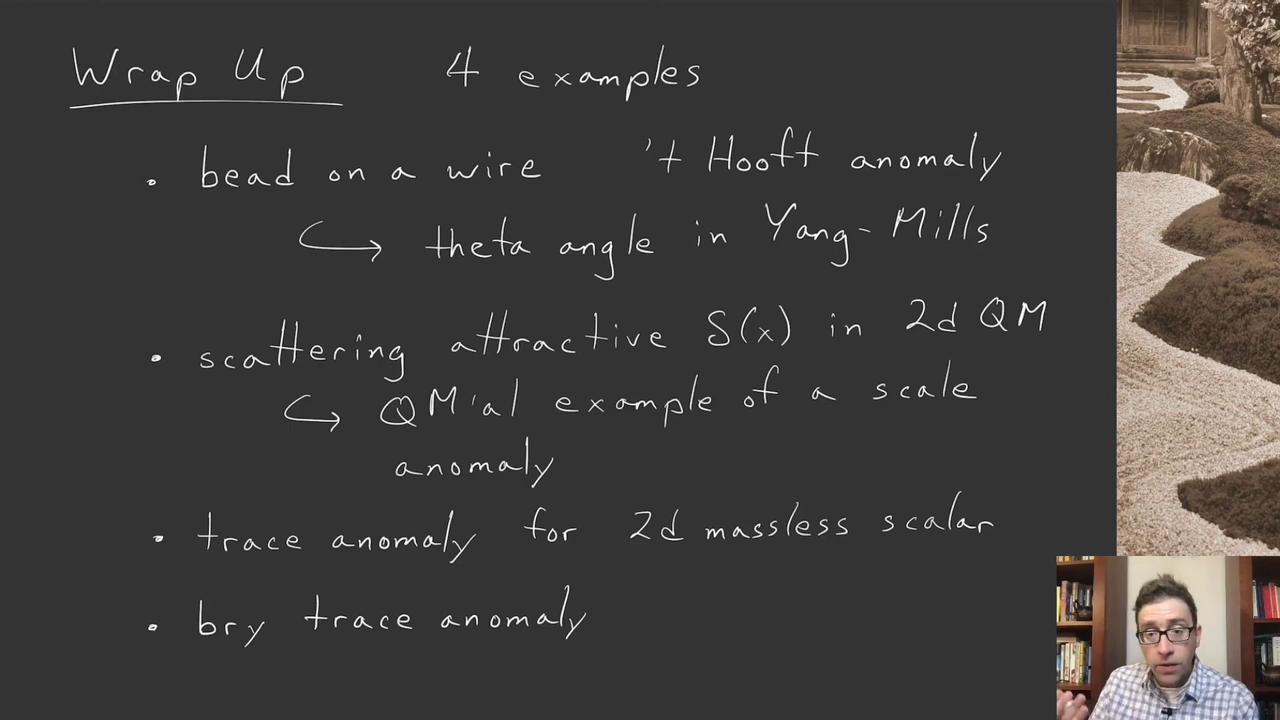 Wrap Up 4 examples
• bead on a wire 't Hooft anomaly
↪ theta angle in Yang-Mills
• scattering attractive δ(x) in 2d QM
↪ QM'al example of a scale
anomaly
• trace anomaly for 2d massless scalar
• bry trace anomaly